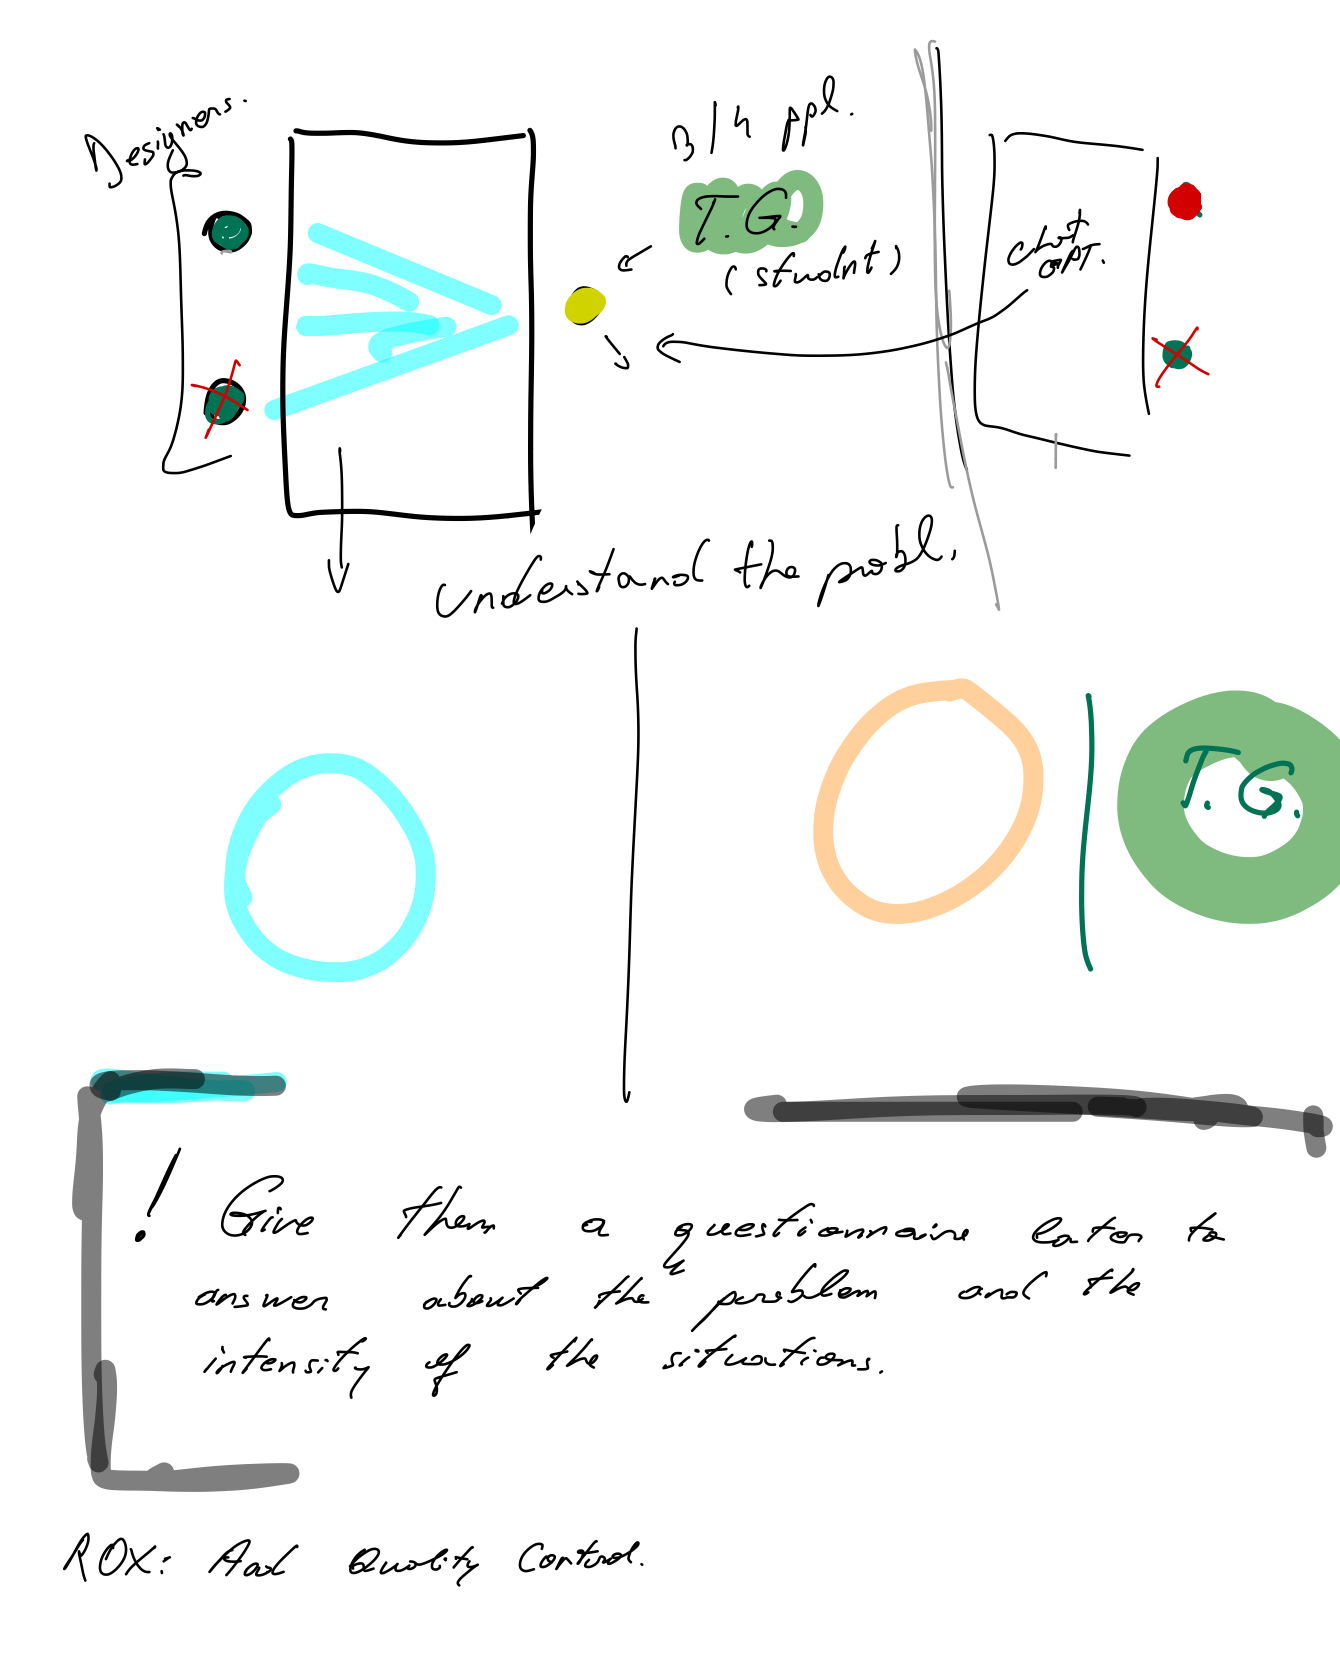 Designers.
3/4 ppl.
T.G.
(student)
chat
GPT.
Understand the probl.
T.G.
! Give them a questionnaire later to
answer about the problem and the
intensity of the situations.
ROX: Add Quality Control.